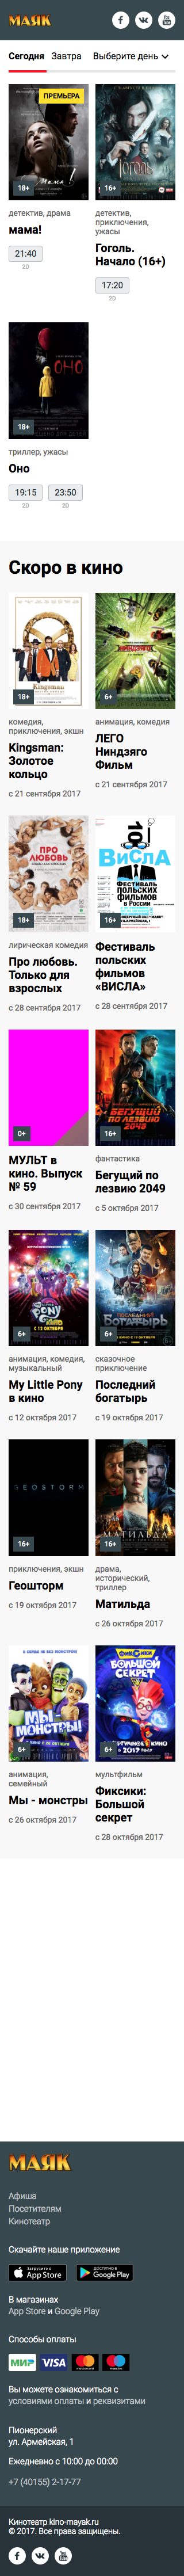 МАЯК
Сегодня Завтра Выберите день
ПРЕМЬЕРА
18+
детектив, драма
мама!
21:40
2D
16+
детектив,
приключения,
ужасы
Гоголь.
Начало (16+)
17:20
2D
ОНО
18+
триллер, ужасы
Оно
19:15 23:50
2D 2D
Скоро в кино
18+
комедия,
приключения, экшн
Kingsman:
Золотое
кольцо
с 21 сентября 2017
6+
анимация, комедия
ЛЕГО
Ниндзяго
Фильм
с 21 сентября 2017
ПРО
ЛЮБОВЬ
18+
лирическая комедия
Про любовь.
Только для
взрослых
с 28 сентября 2017
ВИСЛА
ФЕСТИВАЛЬ
ПОЛЬСКИХ
ФИЛЬМОВ
В РОССИИ
16+
Фестиваль
польских
фильмов
«ВИСЛА»
с 28 сентября 2017
0+
МУЛЬТ в
кино. Выпуск
№ 59
с 30 сентября 2017
БЕГУЩИЙ ПО
ЛЕЗВИЮ 2049
16+
фантастика
Бегущий по
лезвию 2049
с 5 октября 2017
6+
анимация, комедия,
музыкальный
My Little Pony
в кино
с 12 октября 2017
БОГАТЫРЬ
6+
сказочное
приключение
Последний
богатырь
с 19 октября 2017
GEOSTORM
16+
приключения, экшн
Геошторм
с 19 октября 2017
МАТИЛЬДА
16+
драма,
исторический,
триллер
Матильда
с 26 октября 2017
МЫ -
МОНСТРЫ!
6+
анимация,
семейный
Мы - монстры
с 26 октября 2017
ФИКСИКИ
БОЛЬШОЙ
СЕКРЕТ
6+
мультфильм
Фиксики:
Большой
секрет
с 28 октября 2017
МАЯК
Афиша
Посетителям
Кинотеатр
Скачайте наше приложение
Загрузите в
App Store
ДОСТУПНО В
Google Play
В магазинах
App Store и Google Play
Способы оплаты
МИР VISA mastercard maestro
Вы можете ознакомиться с
условиями оплаты и реквизитами
Пионерский
ул. Армейская, 1
Ежедневно с 10:00 до 00:00
+7 (40155) 2-17-77
Кинотеатр kino-mayak.ru
© 2017. Все права защищены.